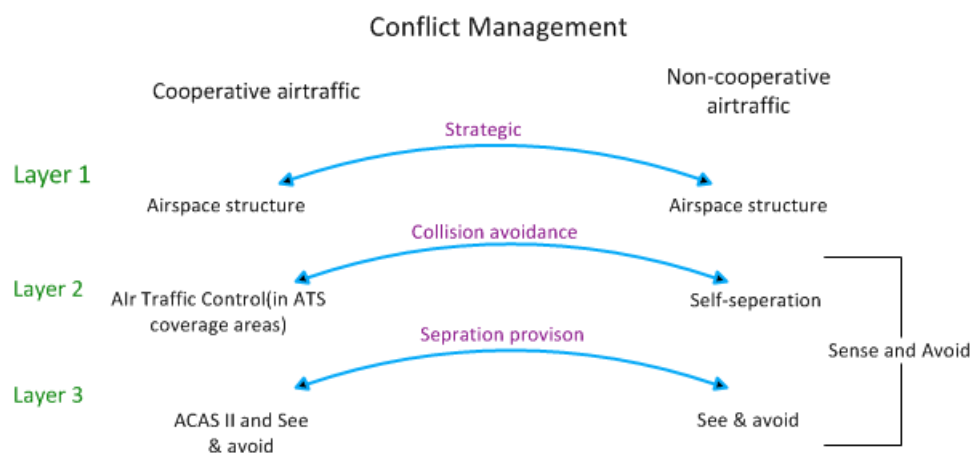 Conflict Management
Cooperative airtraffic
Non-cooperative
airtraffic
Strategic
Layer 1
Airspace structure
Airspace structure
Collision avoidance
Layer 2
AIr Traffic Control(in ATS
coverage areas)
Self-seperation
Sepration provison
Sense and Avoid
Layer 3
ACAS II and See
& avoid
See & avoid